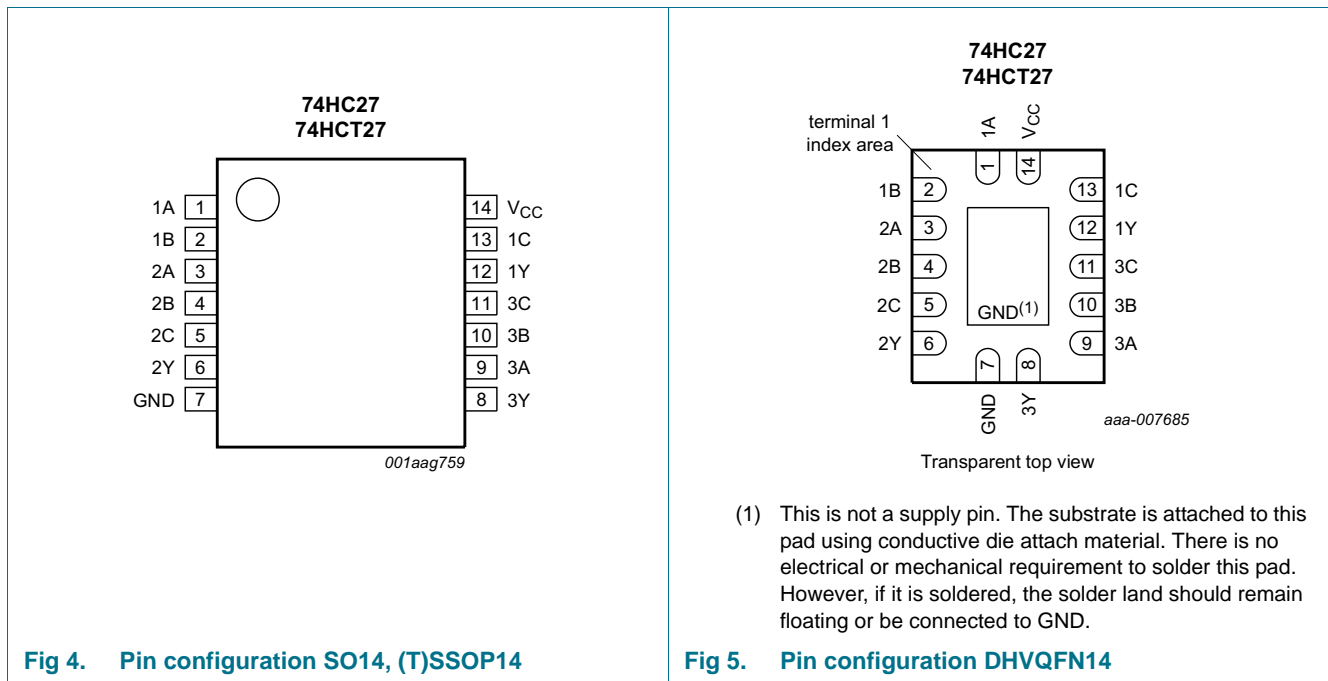 74HC27
74HCT27
1A 1
1B 2
2A 3
2B 4
2C 5
2Y 6
GND 7
14 VCC
13 1C
12 1Y
11 3C
10 3B
9 3A
8 3Y
001aag759
Fig 4. Pin configuration SO14, (T)SSOP14
74HC27
74HCT27
terminal 1
index area
1A
VCC
1
14
1B 2
2A 3
2B 4
2C 5
2Y 6
13 1C
12 1Y
11 3C
10 3B
9 3A
GND(1)
7
8
GND
3Y
aaa-007685
Transparent top view
(1) This is not a supply pin. The substrate is attached to this
pad using conductive die attach material. There is no
electrical or mechanical requirement to solder this pad.
However, if it is soldered, the solder land should remain
floating or be connected to GND.
Fig 5. Pin configuration DHVQFN14